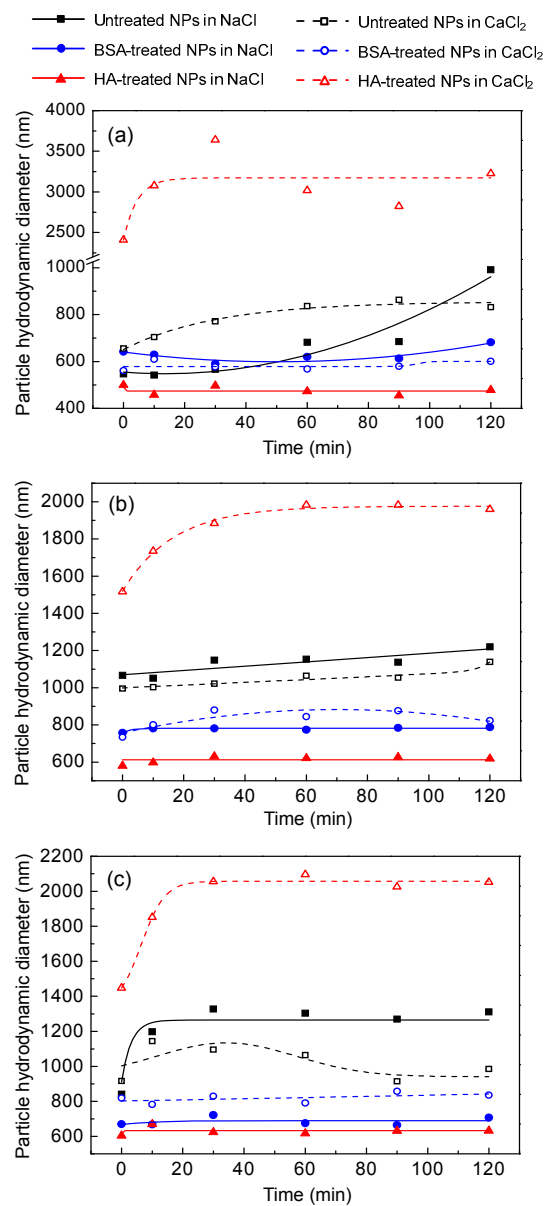 Untreated NPs in NaCl
Untreated NPs in CaCl2
BSA-treated NPs in NaCl
BSA-treated NPs in CaCl2
HA-treated NPs in NaCl
HA-treated NPs in CaCl2
(a)
4000
3500
3000
2500
1000
800
600
400
Particle hydrodynamic diameter (nm)
0 20 40 60 80 100 120
Time (min)
(b)
2000
1800
1600
1400
1200
1000
800
600
Particle hydrodynamic diameter (nm)
0 20 40 60 80 100 120
Time (min)
(c)
2200
2000
1800
1600
1400
1200
1000
800
600
Particle hydrodynamic diameter (nm)
0 20 40 60 80 100 120
Time (min)